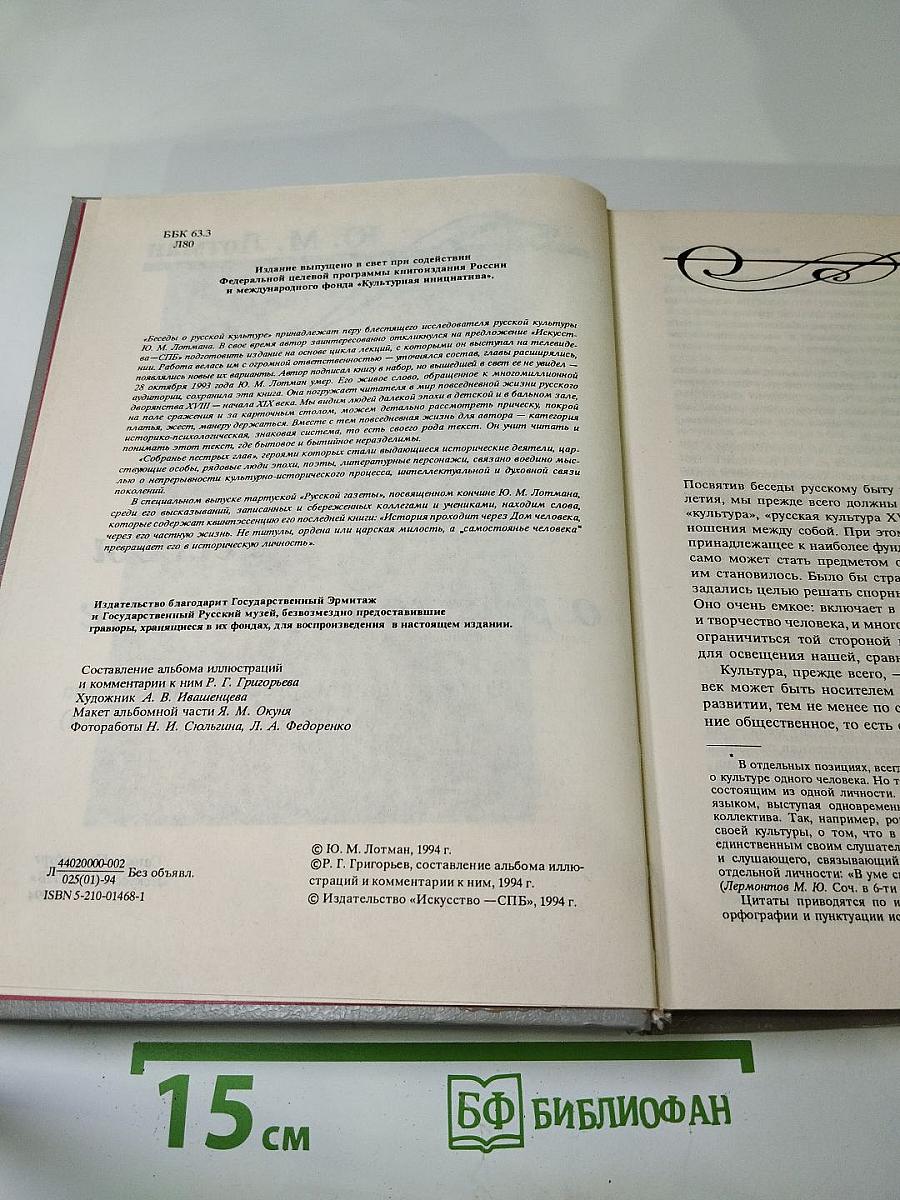 ББК 63.3
Л80
Издание выпущено в свет при содействии
Федеральной целевой программы книгоиздания России
и международного фонда «Культурная инициатива».
«Беседы о русской культуре» принадлежат перу блестящего исследователя русской культуры
Ю. М. Лотмана. В свое время автор заинтересованно откликнулся на предложение «Искусст-
ва—СПБ» подготовить издание на основе цикла лекций, с которыми он выступал на телевиде-
нии. Работа велась им с огромной ответственностью — уточнялся состав, главы расширялись,
появлялись новые их варианты. Автор подписал книгу в набор, но вышедшей в свет ее не увидел —
28 октября 1993 года Ю. М. Лотман умер. Его живое слово, обращенное к многомиллионной
аудитории, сохранила эта книга. Она погружает читателя в мир повседневной жизни русского
дворянства XVIII — начала XIX века. Мы видим людей далекой эпохи в детской и в бальном зале,
на поле сражения и за карточным столом, можем детально рассмотреть прическу, покрой
платья, жест, манеру держаться. Вместе с тем повседневная жизнь для автора — категория
историко-психологическая, знаковая система, то есть своего рода текст. Он учит читать и
понимать этот текст, где бытовое и бытийное неразделимы.
«Собранье пестрых глав», героями которых стали выдающиеся исторические деятели, цар-
ствующие особы, рядовые люди эпохи, поэты, литературные персонажи, связано воедино мыс-
лью о непрерывности культурно-исторического процесса, интеллектуальной и духовной связи
поколений.
В специальном выпуске тартуской «Русской газеты», посвященном кончине Ю. М. Лотмана,
среди его высказываний, записанных и сбереженных коллегами и учениками, находим слова,
которые содержат квинтэссенцию его последней книги: «История проходит через Дом человека,
через его частную жизнь. Не титулы, ордена или царская милость, а „самостоянье человека“
превращает его в историческую личность».
Издательство благодарит Государственный Эрмитаж
и Государственный Русский музей, безвозмездно предоставившие
гравюры, хранящиеся в их фондах, для воспроизведения в настоящем издании.
Составление альбома иллюстраций
и комментарии к ним Р. Г. Григорьева
Художник А. В. Ивашенцева
Макет альбомной части Я. М. Окуня
Фотоработы Н. И. Сюльгина, Л. А. Федоренко
Л 44020000-002
025(01)-94 Без объявл.
ISBN 5-210-01468-1
© Ю. М. Лотман, 1994 г.
©Р. Г. Григорьев, составление альбома иллю-
страций и комментарии к ним, 1994 г.
© Издательство «Искусство —СПБ», 1994 г.
Посвятив беседы русскому быту
летия, мы прежде всего должны
«культура», «русская культура
ношения между собой. При этом
принадлежащее к наиболее
само может стать предметом
им становилось. Было бы
задались целью решать
Оно очень емкое: включает в
и творчество человека, и
ограничиться той стороной
для освещения нашей,
Культура, прежде всего, —
век может быть носителем
развитии, тем не менее по
ние общественное, то есть
*
В отдельных позициях,
о культуре одного человека. Но
состоящим из одной личности.
языком, выступая
коллектива. Так, например,
своей культуры, о том, что в
единственным своим
и слушающего, связывающий
отдельной личности: «В уме
(Лермонтов М. Ю. Соч. в 6-ти
Цитаты приводятся по
орфографии и пунктуации
15 см
БФ БИБЛИОФАН